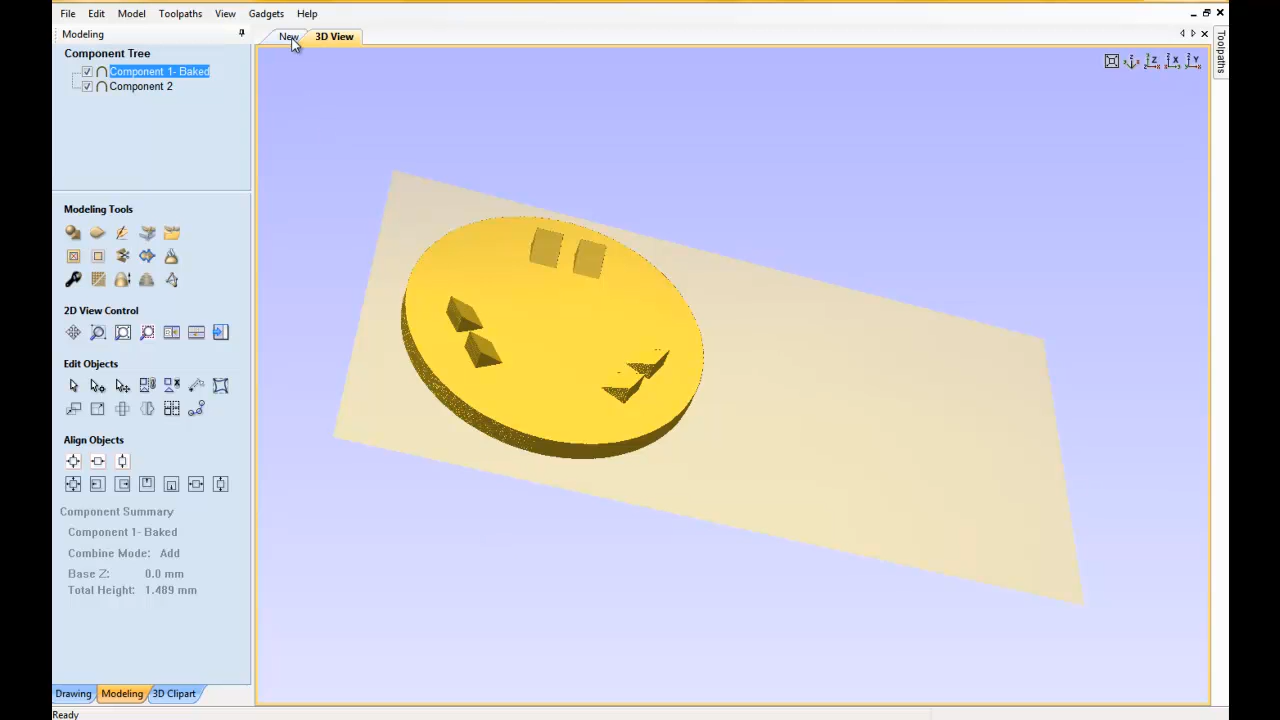 File Edit Model Toolpaths View Gadgets Help
Modeling
New 3D View
Component Tree
Component 1- Baked
Component 2
Toolpaths
Modeling Tools
2D View Control
Edit Objects
Align Objects
Component Summary
Component 1- Baked
Combine Mode: Add
Base Z: 0.0 mm
Total Height: 1.489 mm
Drawing Modeling 3D Clipart
Ready